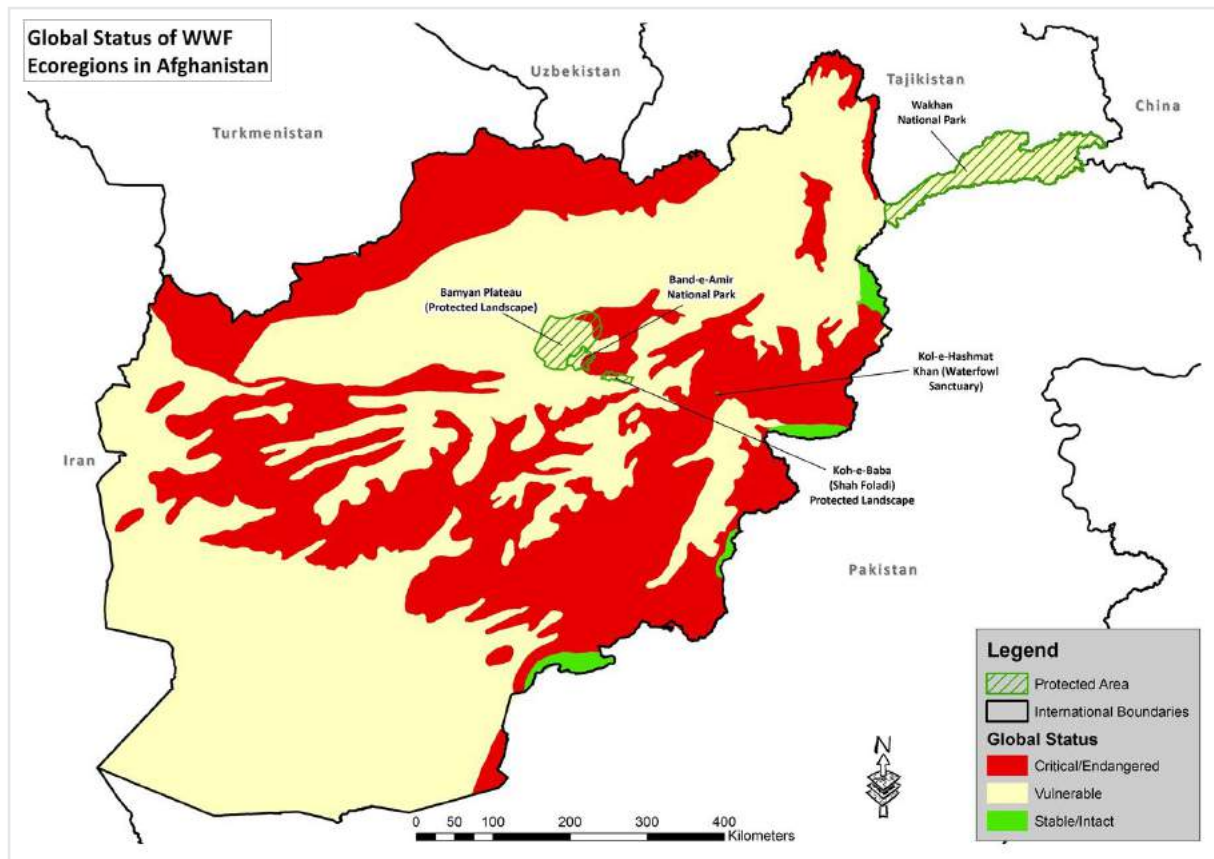 Global Status of WWF
Ecoregions in Afghanistan
Uzbekistan
Tajikistan
China
Turkmenistan
Wakhan
National Park
Bamyan Plateau
(Protected Landscape)
Band-e-Amir
National Park
Kol-e-Hashmat
Khan (Waterfowl
Sanctuary)
Iran
Koh-e-Baba
(Shah Foladi)
Protected Landscape
Pakistan
Legend
Protected Area
International Boundaries
Global Status
Critical/Endangered
Vulnerable
Stable/Intact
N
0 50 100 200 300 400
Kilometers